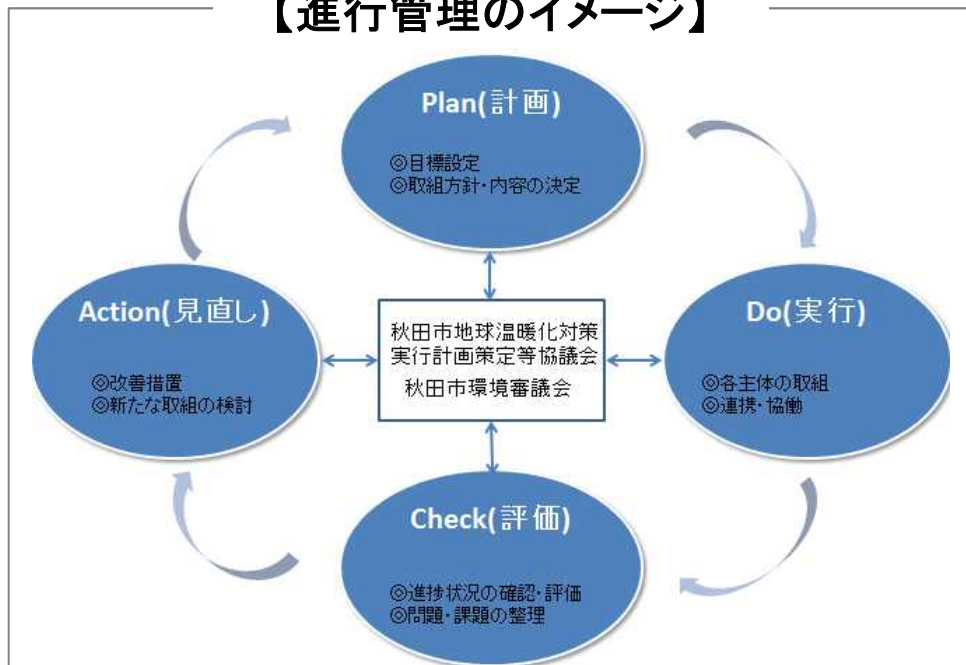 【進行管理のイメージ】
Plan(計画)
◎目標設定
◎取組方針・内容の決定
Action(見直し)
◎改善措置
◎新たな取組の検討
秋田市地球温暖化対策
実行計画策定等協議会
秋田市環境審議会
Do(実行)
◎各主体の取組
◎連携・協働
Check(評価)
◎進捗状況の確認・評価
◎問題・課題の整理